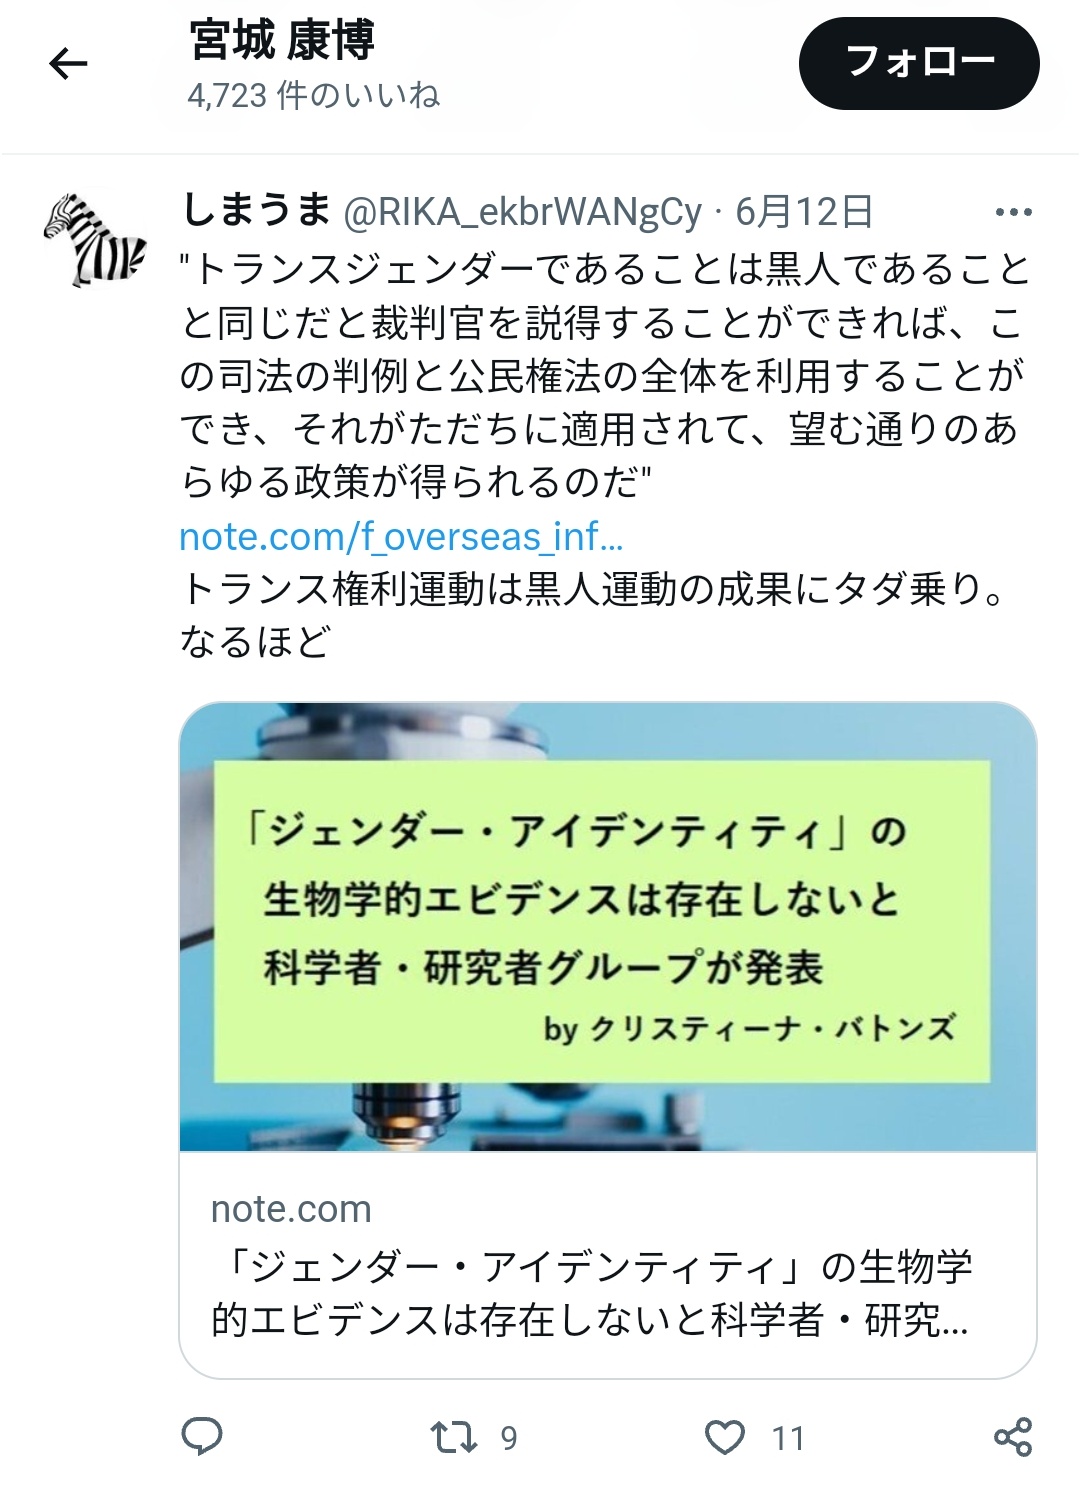 宮城 康博
4,723 件のいいね
フォロー
しまうま @RIKA_ekbrWANgCy · 6月12日
"トランスジェンダーであることは黒人であること
と同じだと裁判官を説得することができれば、こ
の司法の判例と公民権法の全体を利用することが
でき、それがただちに適用されて、望む通りのあ
らゆる政策が得られるのだ"
note.com/f_overseas_inf…
トランス権利運動は黒人運動の成果にタダ乗り。
なるほど
「ジェンダー・アイデンティティ」の
生物学的エビデンスは存在しないと
科学者・研究者グループが発表
by クリスティーナ・バトンズ
note.com
「ジェンダー・アイデンティティ」の生物学
的エビデンスは存在しないと科学者・研究...
9
11